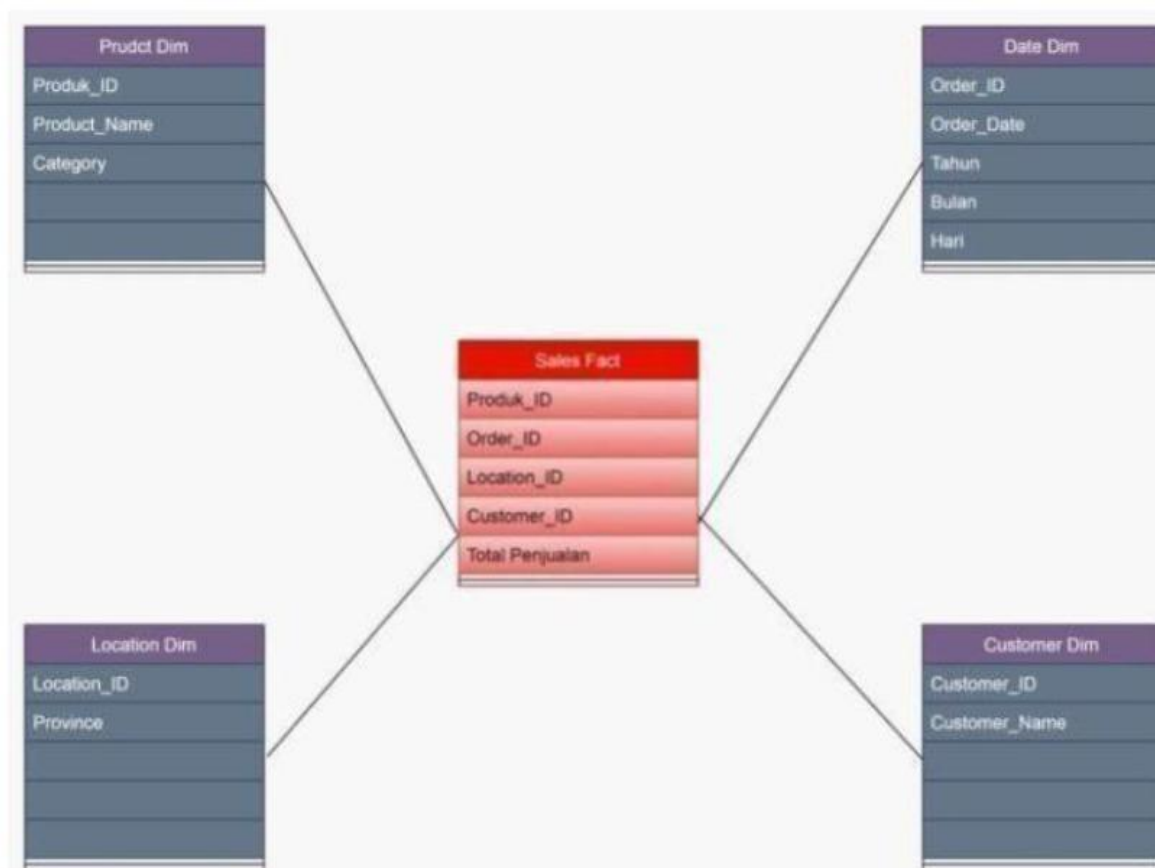 Prudct Dim
Produk_ID
Product_Name
Category
Date Dim
Order_ID
Order_Date
Tahun
Bulan
Hari
Sales Fact
Produk_ID
Order_ID
Location_ID
Customer_ID
Total Penjualan
Location Dim
Location_ID
Province
Customer Dim
Customer_ID
Customer_Name